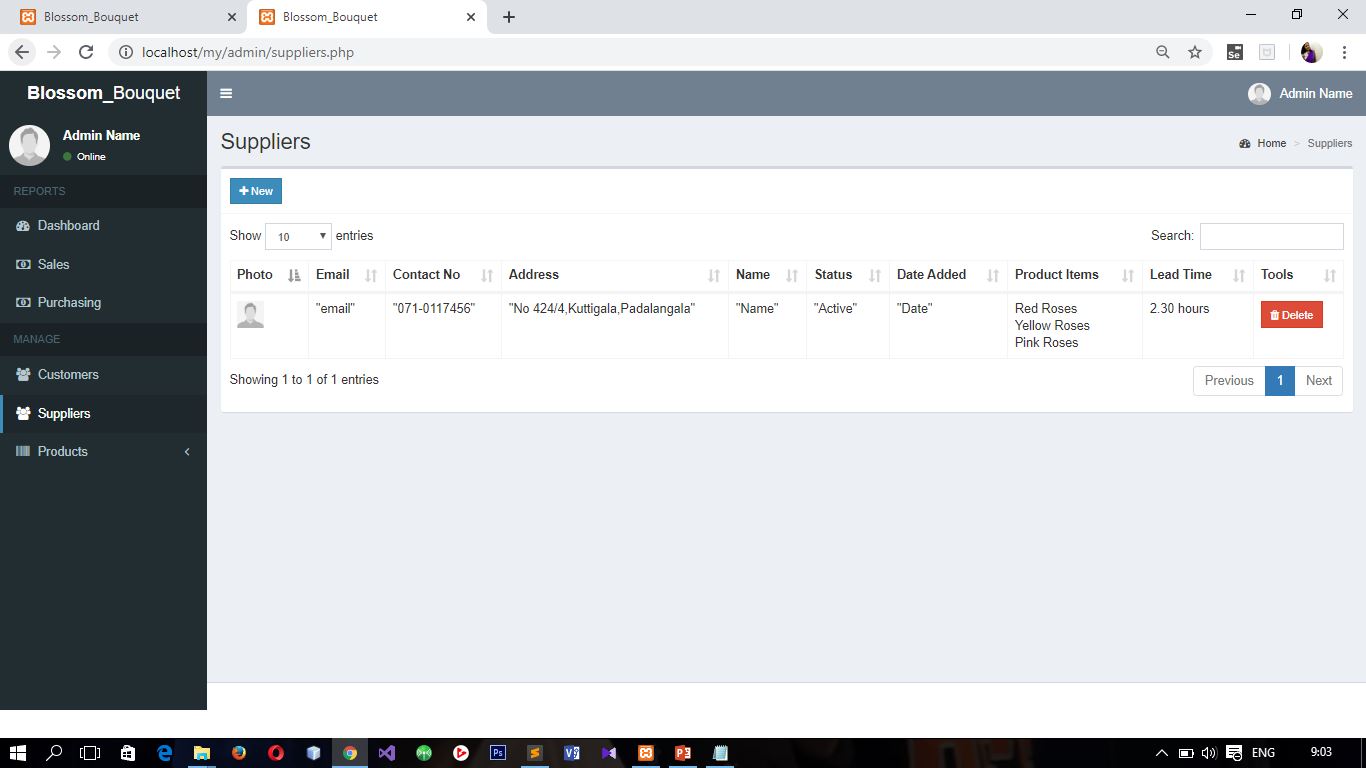 Blossom_Bouquet
Blossom_Bouquet
localhost/my/admin/suppliers.php
Se
Blossom_Bouquet
Admin Name
Admin Name
Online
REPORTS
Dashboard
Sales
Purchasing
MANAGE
Customers
Suppliers
Products
Suppliers
Home > Suppliers
New
Show 10 entries
Search:
Photo Email Contact No Address Name Status Date Added Product Items Lead Time Tools
"email" "071-0117456" "No 424/4,Kuttigala,Padalangala" "Name" "Active" "Date" Red Roses 2.30 hours Delete
Yellow Roses
Pink Roses
Showing 1 to 1 of 1 entries
Previous 1 Next
Ps
ENG
9:03